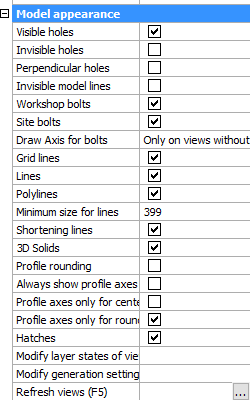 Model appearance
Visible holes
Invisible holes
Perpendicular holes
Invisible model lines
Workshop bolts
Site bolts
Draw Axis for bolts Only on views without
Grid lines
Lines
Polylines
Minimum size for lines 399
Shortening lines
3D Solids
Profile rounding
Always show profile axes
Profile axes only for cente
Profile axes only for roun
Hatches
Modify layer states of vie
Modify generation setting
Refresh views (F5) ...